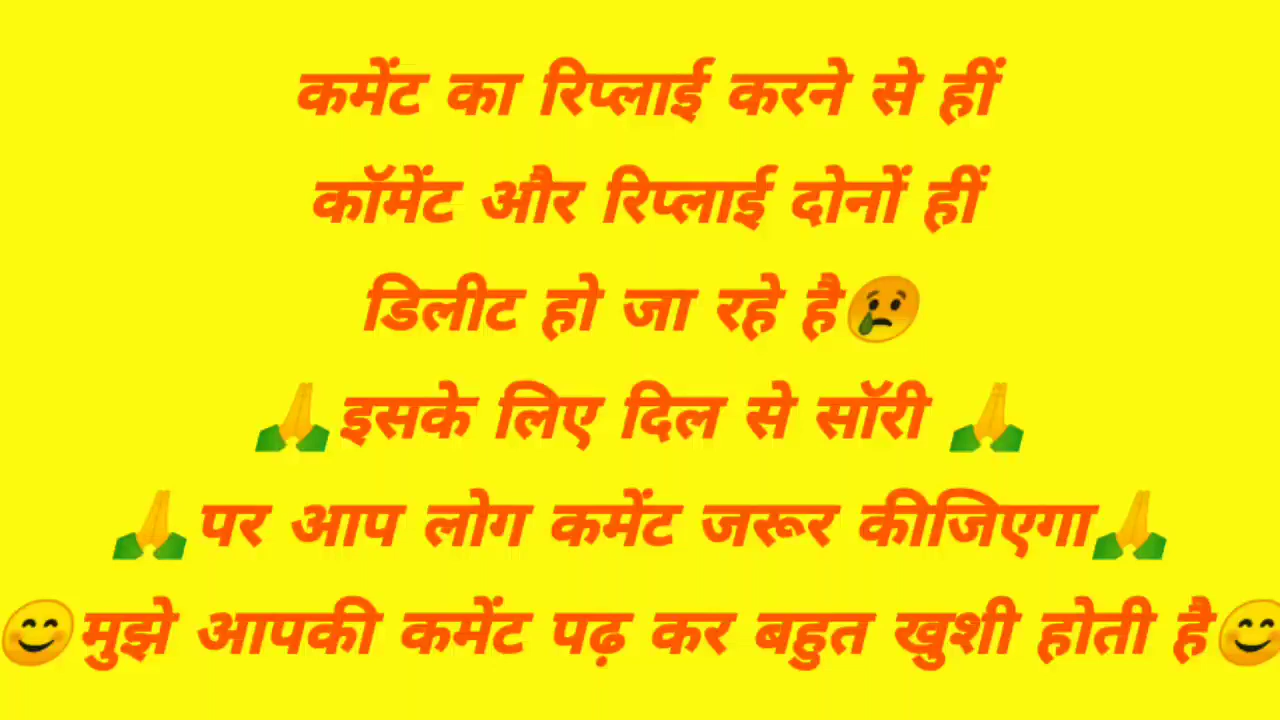 कमेंट का रिप्लाई करने से हीं
कॉमेंट और रिप्लाई दोनों हीं
डिलीट हो जा रहे है😢
🙏इसके लिए दिल से सॉरी 🙏
🙏पर आप लोग कमेंट जरूर कीजिएगा🙏
😊मुझे आपकी कमेंट पढ़ कर बहुत खुशी होती है😊